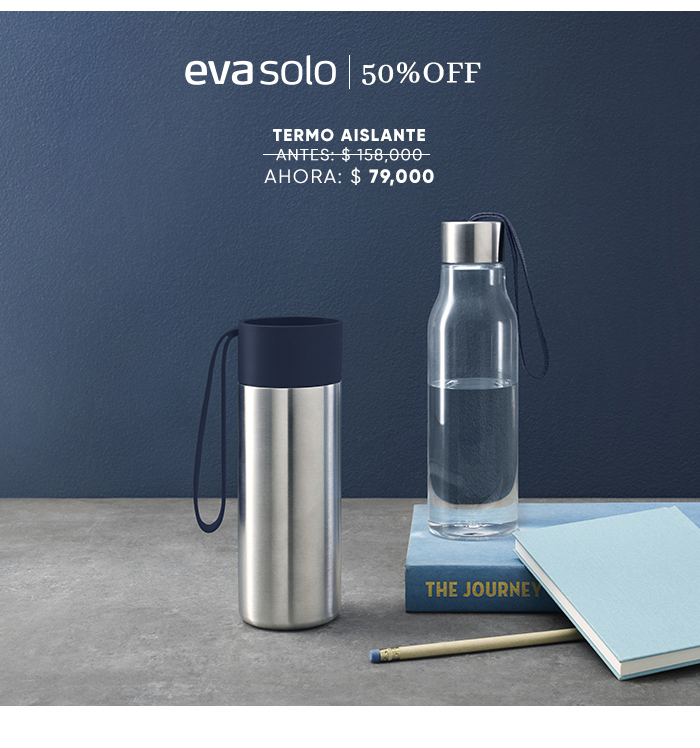 eva solo | 50%OFF
TERMO AISLANTE
ANTES: $ 158,000
AHORA: $ 79,000
THE JOURNEY